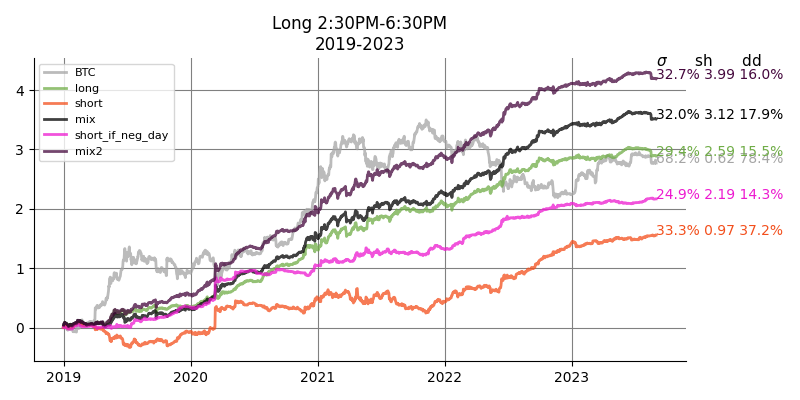 Long 2:30PM-6:30PM
2019-2023
σ sh dd
BTC
long
short
mix
short_if_neg_day
mix2
32.7% 3.99 16.0%
32.0% 3.12 17.9%
29.4% 2.59 15.5%
68.2% 0.62 78.4%
24.9% 2.19 14.3%
33.3% 0.97 37.2%
4
3
2
1
0
2019 2020 2021 2022 2023